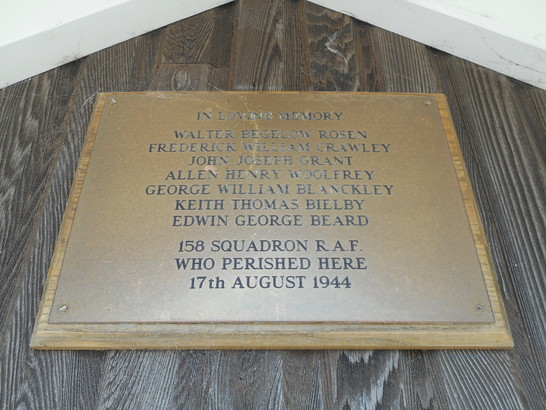 IN LOVING MEMORY
WALTER BEGELOW ROSEN
FREDERICK WILLIAM CRAWLEY
JOHN JOSEPH GRANT
ALLEN HENRY WOOLFREY
GEORGE WILLIAM BLANCKLEY
KEITH THOMAS BIELBY
EDWIN GEORGE BEARD
158 SQUADRON R.A.F.
WHO PERISHED HERE
17th AUGUST 1944